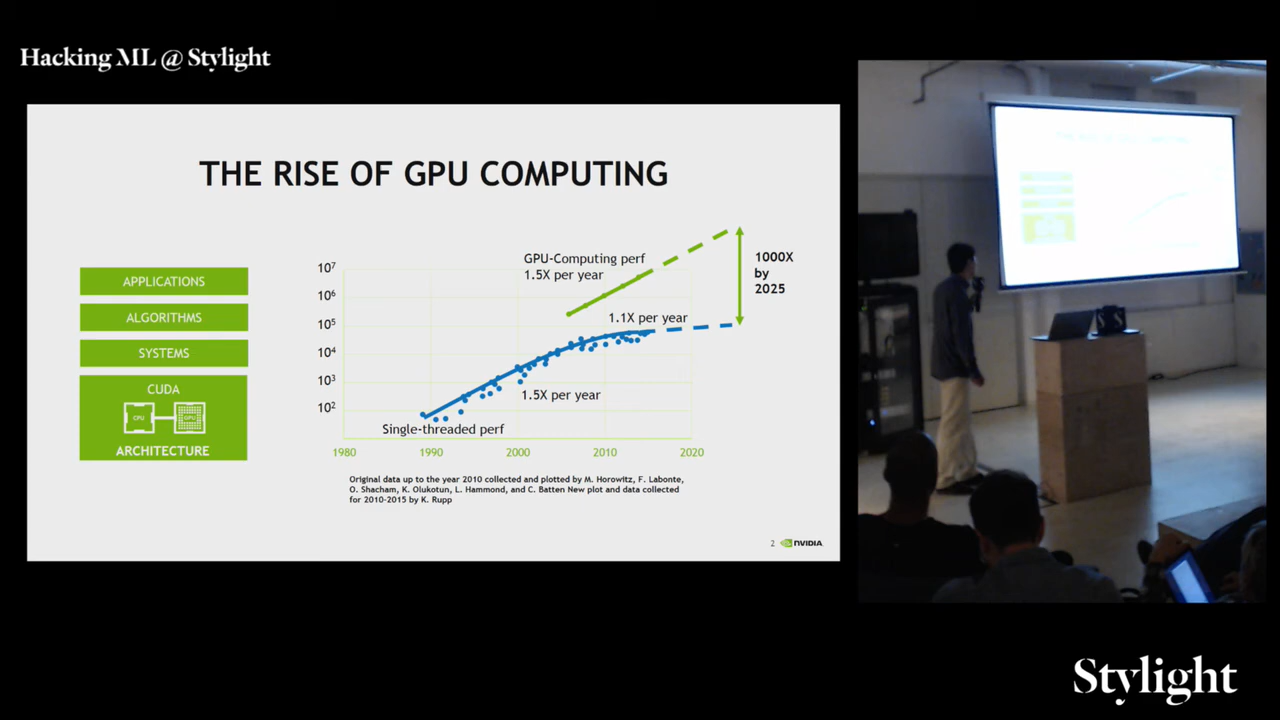 Hacking ML @ Stylight
THE RISE OF GPU COMPUTING
APPLICATIONS
ALGORITHMS
SYSTEMS
CUDA
CPU
GPU
ARCHITECTURE
10⁷
10⁶
10⁵
10⁴
10³
10²
GPU-Computing perf
1.5X per year
1.1X per year
1.5X per year
Single-threaded perf
1000X
by
2025
1980
1990
2000
2010
2020
Original data up to the year 2010 collected and plotted by M. Horowitz, F. Labonte,
O. Shacham, K. Olukotun, L. Hammond, and C. Batten New plot and data collected
for 2010-2015 by K. Rupp
2
NVIDIA
Stylight